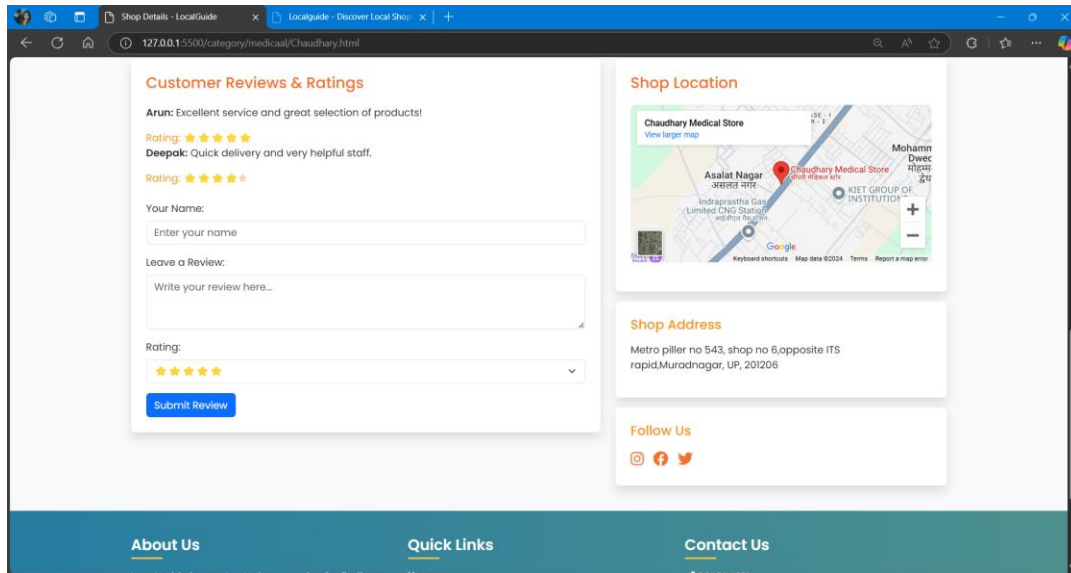 Shop Details - LocalGuide
Localguide - Discover Local Shop
127.0.0.1:5500/category/medicaal/Chaudhary.html
Customer Reviews & Ratings
Arun: Excellent service and great selection of products!
Rating:
Deepak: Quick delivery and very helpful staff.
Rating:
Your Name:
Enter your name
Leave a Review:
Write your review here...
Rating:
Submit Review
Shop Location
Chaudhary Medical Store
View larger map
Asalat Nagar
असालत नगर
Chaudhary Medical Store
Mohamm
Dwec
KIET GROUP OF
INSTITUTION
Indraprastha Gas
Limited CNG Station
Google
Keyboard shortcuts Map data ©2024 Terms Report a map error
Shop Address
Metro piller no 543, shop no 6,opposite ITS
rapid,Muradnagar, UP, 201206
Follow Us
About Us
Quick Links
Contact Us